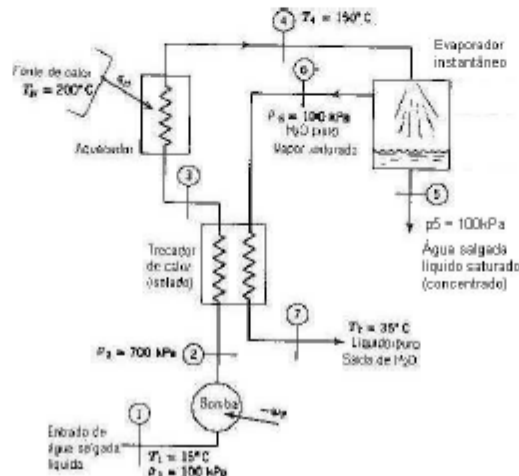 4
T₄ = 150°C
Evaporador
instantâneo
Fonte de calor
= 200°C
Aquecedor
6
P₆ = 100 kPa
H₂O puro
Vapor saturado
3
5
p5 = 100kPa
Água salgada
líquido saturado
(concentrado)
Trocador
de calor
(isolado)
7
T₇ = 35°C
Líquido puro
Saída de H₂O
P₂ = 700 kPa
2
Bomba
1
Entrada de
água salgada
líquida
T₁ = 15°C
P₁ = 100 kPa